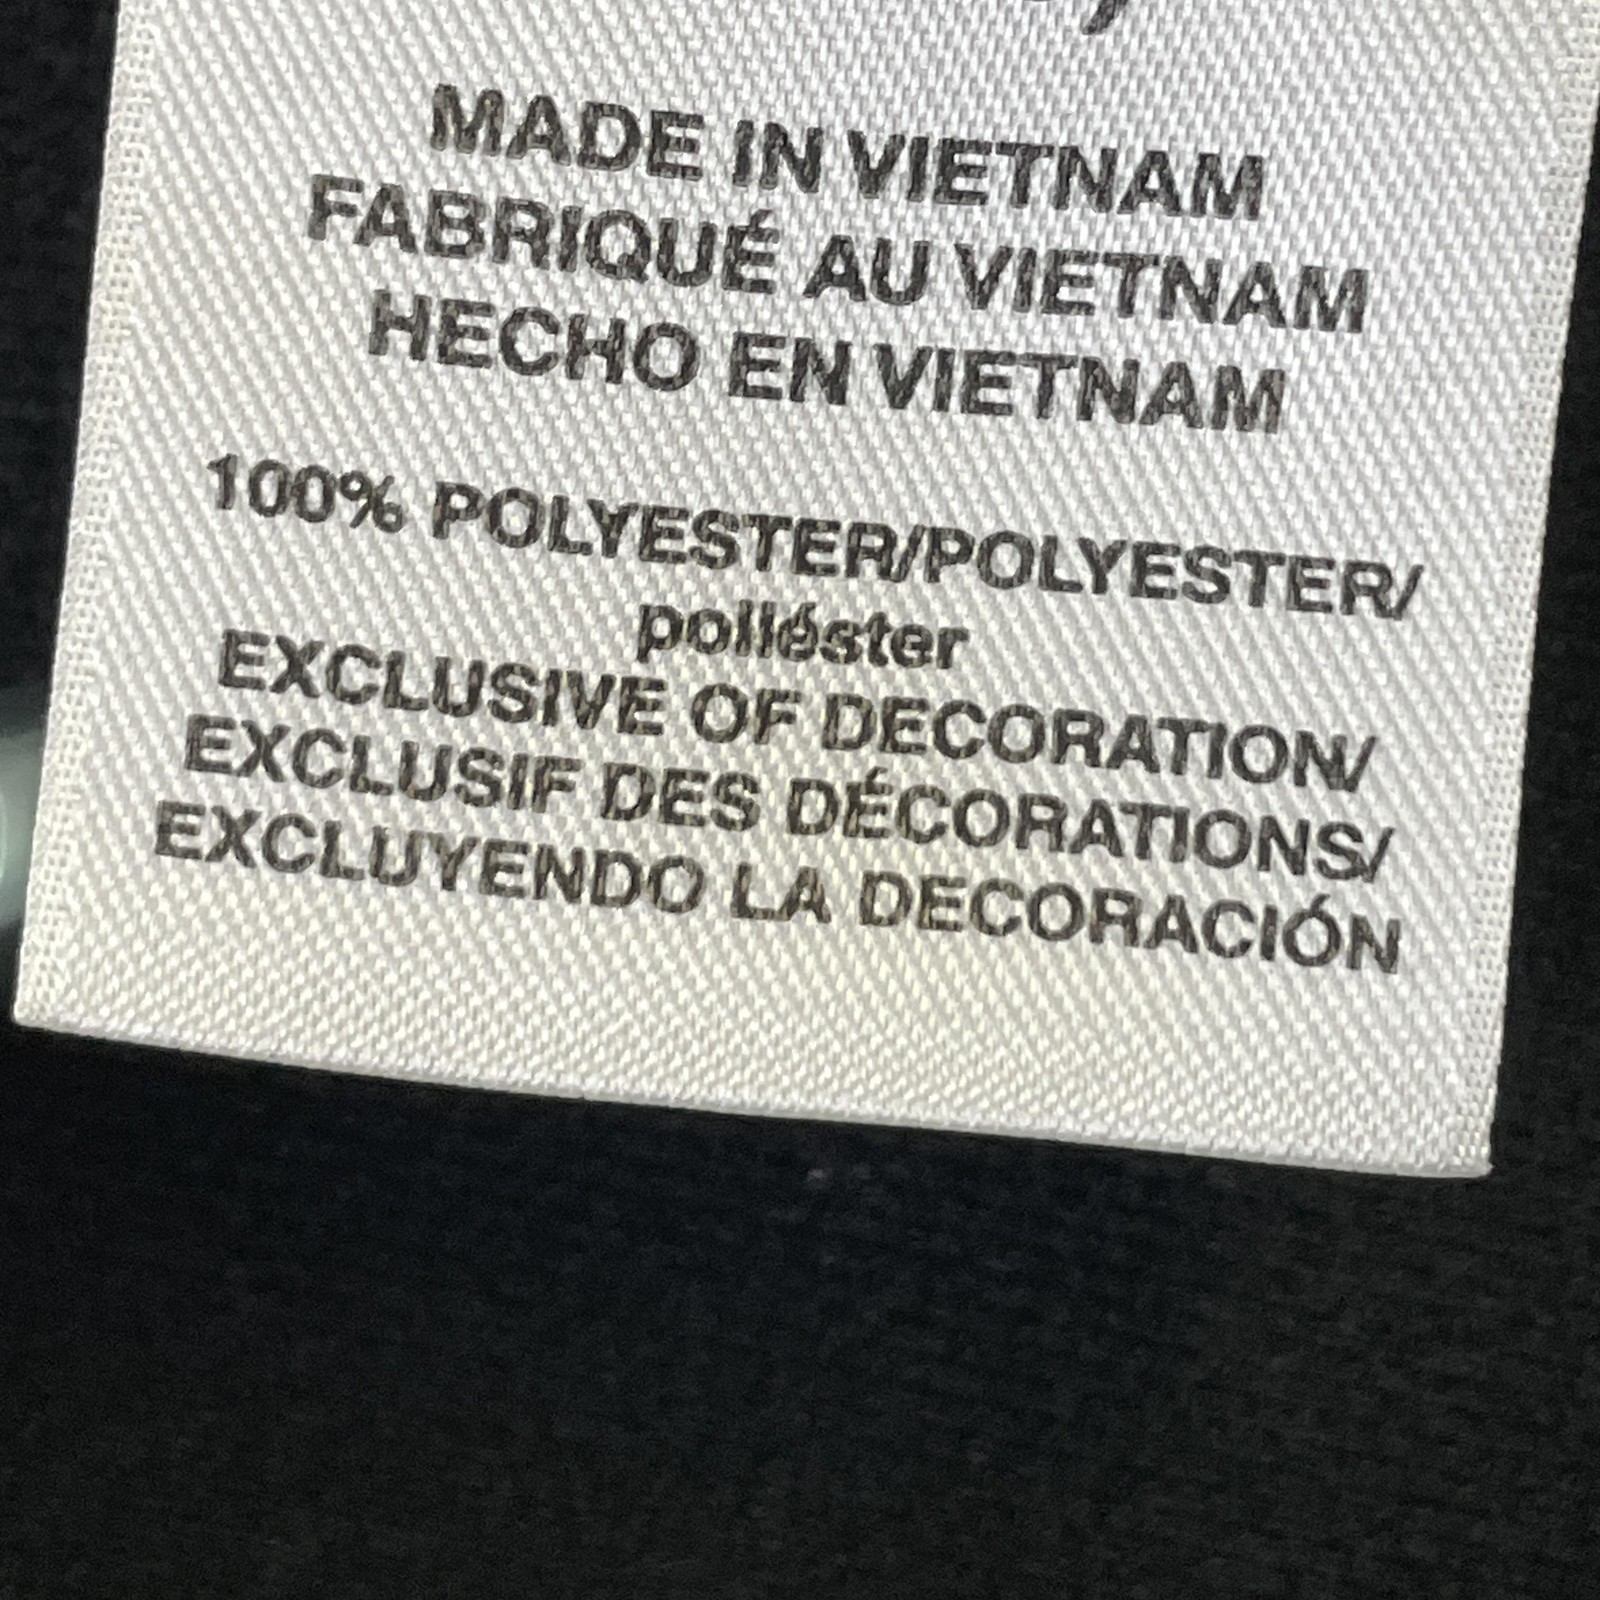 MADE IN VIETNAM
FABRIQUÉ AU VIETNAM
HECHO EN VIETNAM
100% POLYESTER/POLYESTER/
poliéster
EXCLUSIVE OF DECORATION/
EXCLUSIF DES DÉCORATIONS/
EXCLUYENDO LA DECORACIÓN